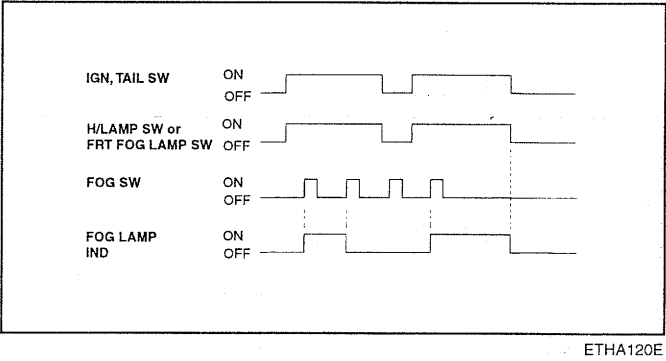 IGN, TAIL SW ON
OFF
H/LAMP SW or ON
FRT FOG LAMP SW OFF
FOG SW ON
OFF
FOG LAMP ON
IND OFF
ETHA120E